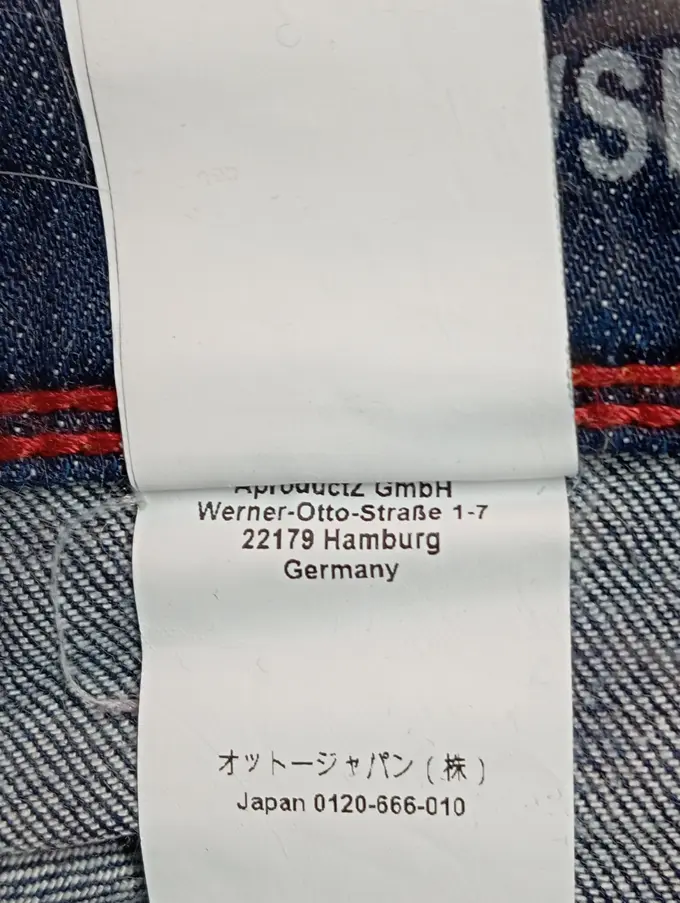 Aproductz GmbH
Werner-Otto-Straße 1-7
22179 Hamburg
Germany
オットージャパン(株)
Japan 0120-666-010